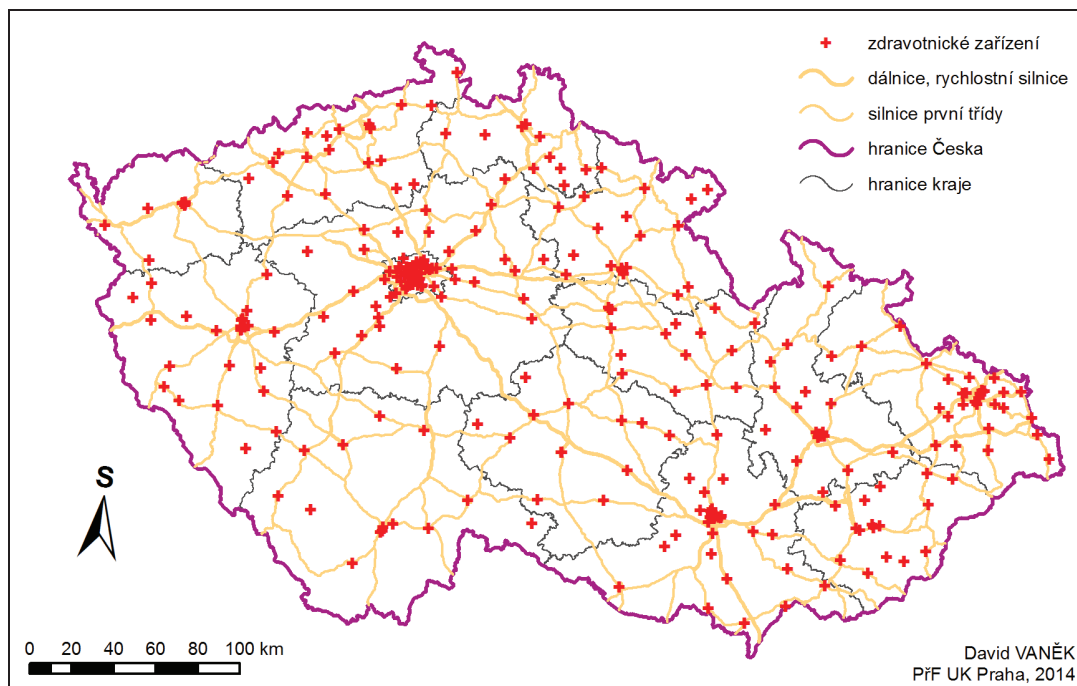 zdravotnické zařízení
dálnice, rychlostní silnice
silnice první třídy
hranice Česka
hranice kraje
S
0 20 40 60 80 100 km
David VANĚK
PřF UK Praha, 2014